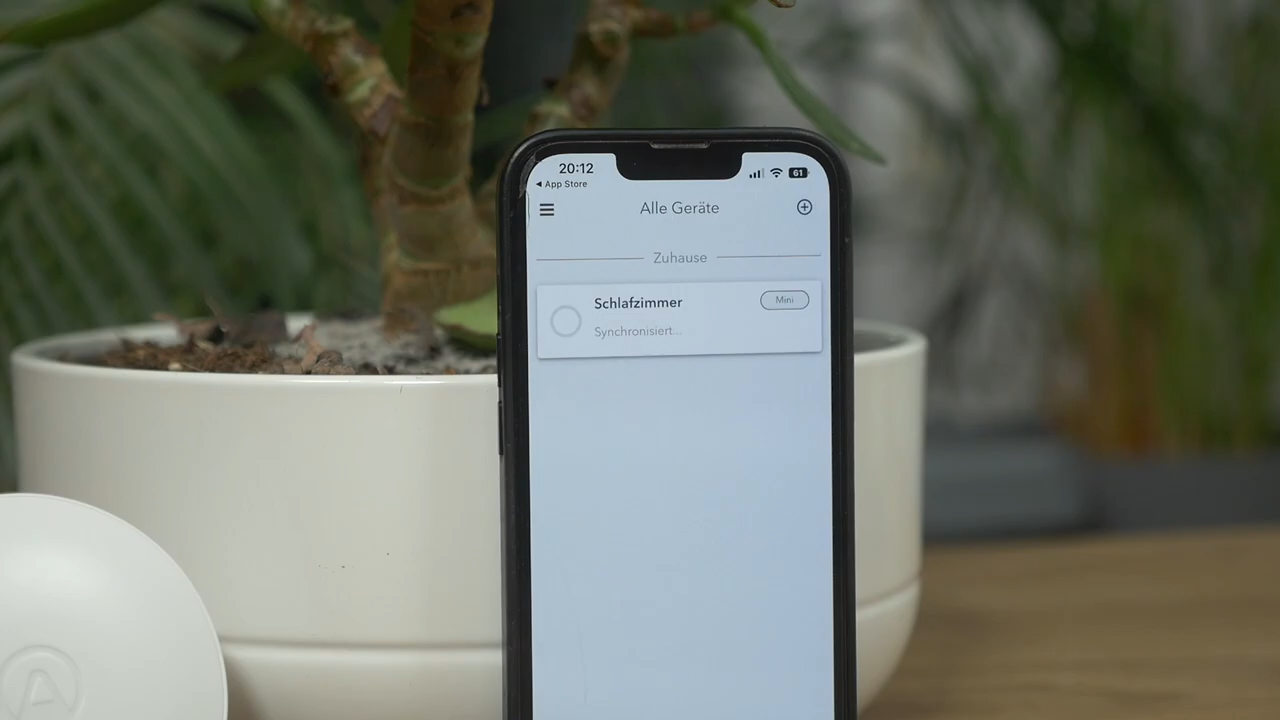 20:12
61
◀ App Store
Alle Geräte
Zuhause
Schlafzimmer
Mini
Synchronisiert...